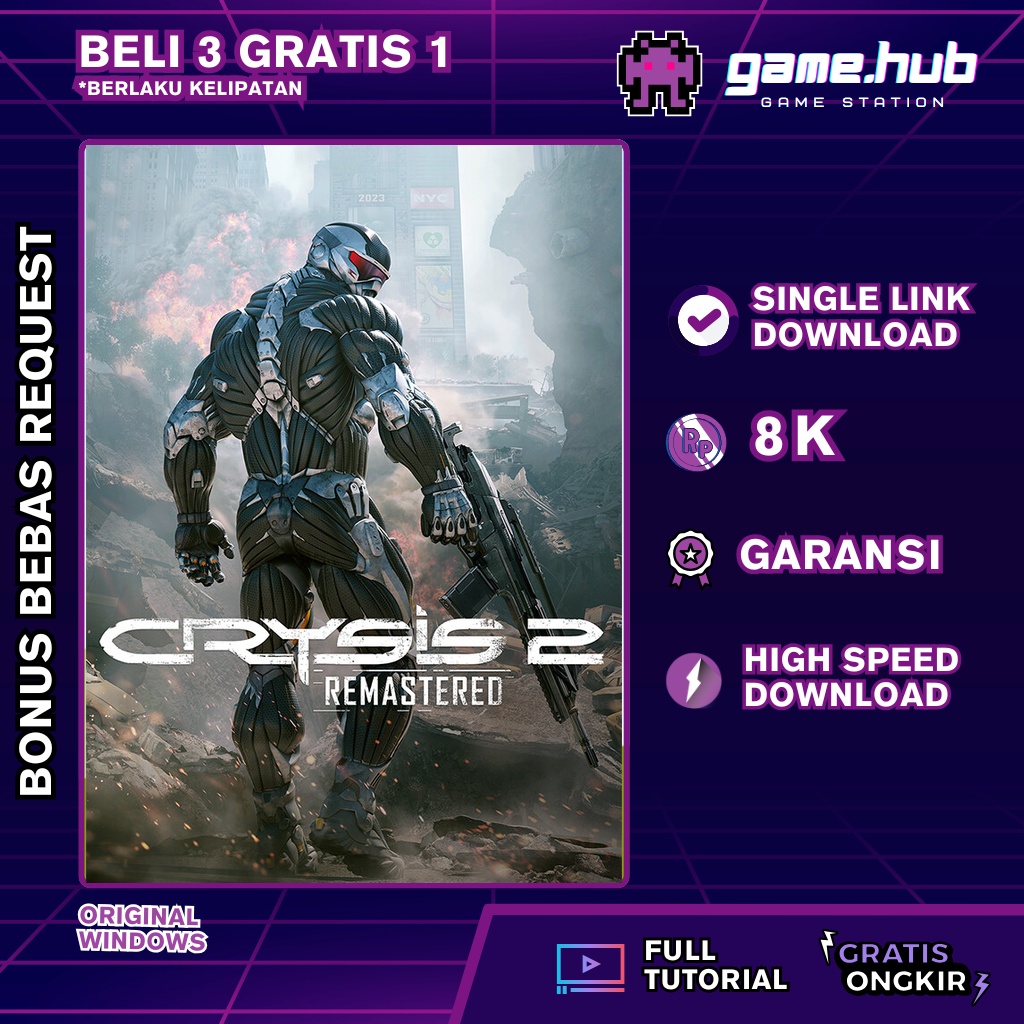 BELI 3 GRATIS 1
*BERLAKU KELIPATAN
game.hub
GAME STATION
BONUS BEBAS REQUEST
2023
NYC
CRYSIS 2
REMASTERED
SINGLE LINK
DOWNLOAD
Rp
8K
GARANSI
HIGH SPEED
DOWNLOAD
ORIGINAL
WINDOWS
FULL
TUTORIAL
GRATIS
ONGKIR